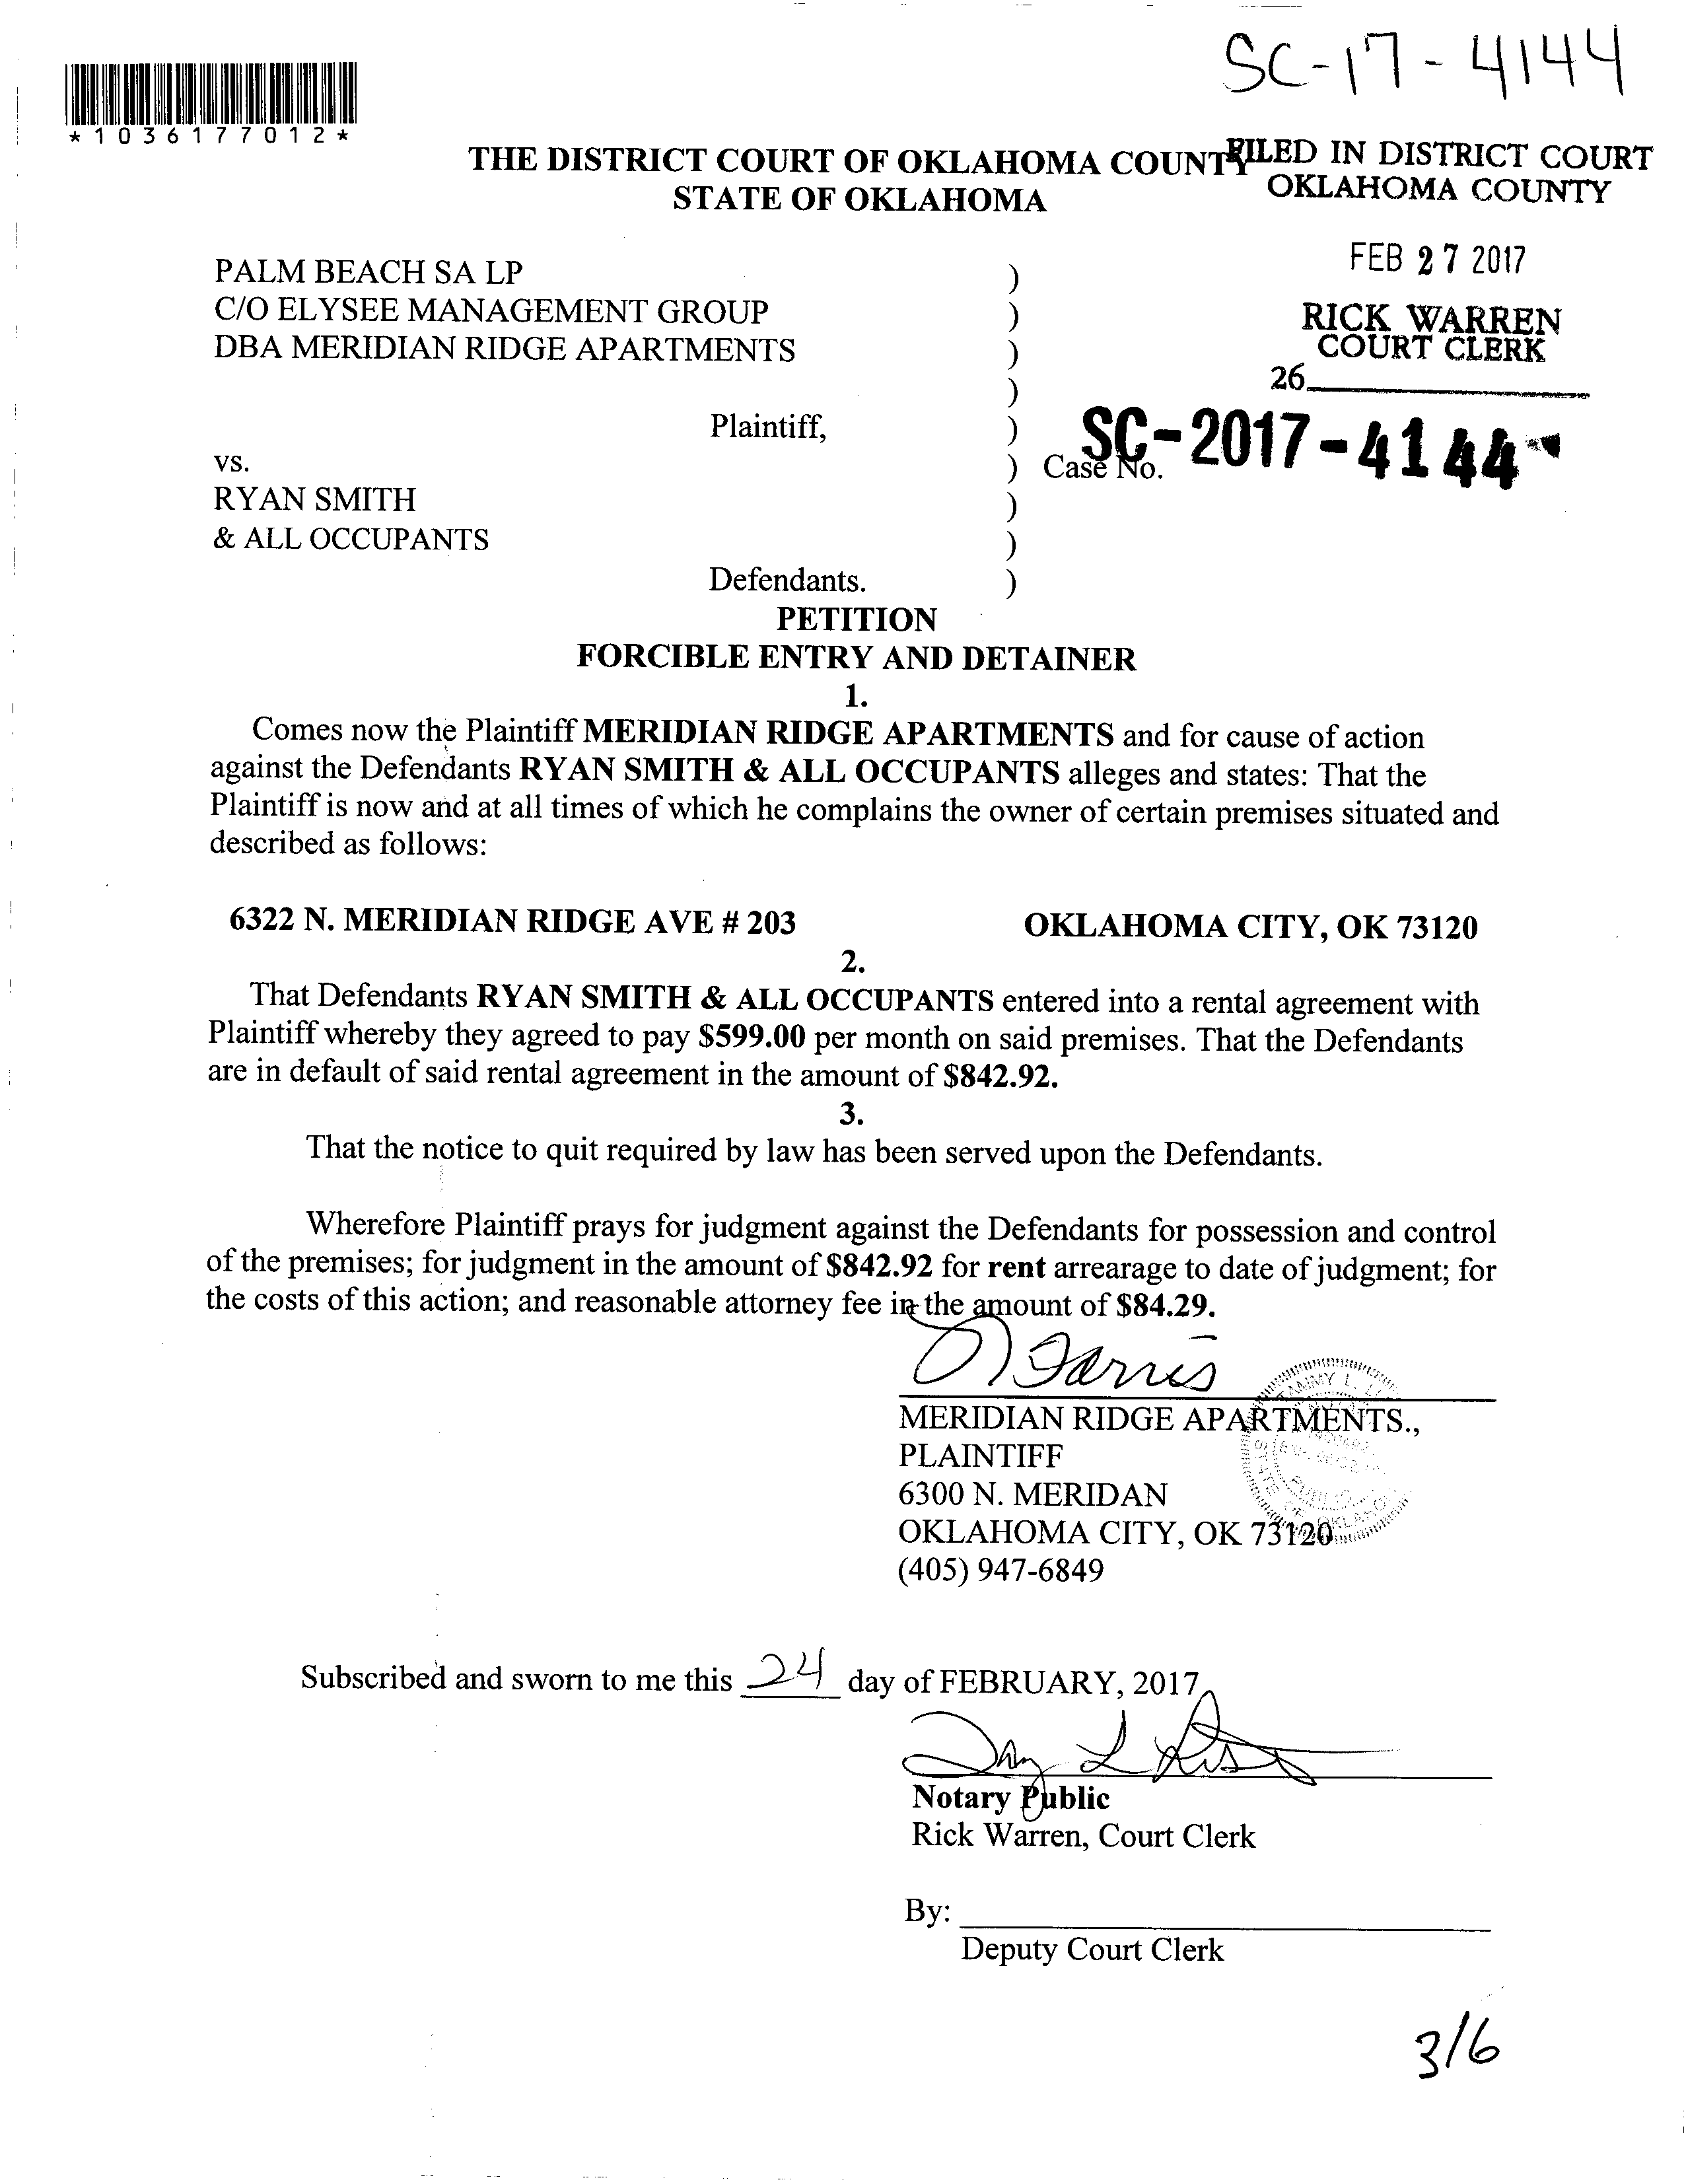 SC-17-4144
*1036177012*
THE DISTRICT COURT OF OKLAHOMA COUNTY
STATE OF OKLAHOMA
FILED IN DISTRICT COURT
OKLAHOMA COUNTY
FEB 27 2017
RICK WARREN
COURT CLERK
26
PALM BEACH SA LP )
C/O ELYSEE MANAGEMENT GROUP )
DBA MERIDIAN RIDGE APARTMENTS )
)
Plaintiff, )
vs. ) Case No. SC-2017-4144
RYAN SMITH )
& ALL OCCUPANTS )
Defendants. )
PETITION
FORCIBLE ENTRY AND DETAINER
1.
Comes now the Plaintiff MERIDIAN RIDGE APARTMENTS and for cause of action
against the Defendants RYAN SMITH & ALL OCCUPANTS alleges and states: That the
Plaintiff is now and at all times of which he complains the owner of certain premises situated and
described as follows:
6322 N. MERIDIAN RIDGE AVE # 203 OKLAHOMA CITY, OK 73120
2.
That Defendants RYAN SMITH & ALL OCCUPANTS entered into a rental agreement with
Plaintiff whereby they agreed to pay $599.00 per month on said premises. That the Defendants
are in default of said rental agreement in the amount of $842.92.
3.
That the notice to quit required by law has been served upon the Defendants.
Wherefore Plaintiff prays for judgment against the Defendants for possession and control
of the premises; for judgment in the amount of $842.92 for rent arrearage to date of judgment; for
the costs of this action; and reasonable attorney fee in the amount of $84.29.
MERIDIAN RIDGE APARTMENTS.,
PLAINTIFF
6300 N. MERIDAN
OKLAHOMA CITY, OK 73120
(405) 947-6849
Subscribed and sworn to me this 24 day of FEBRUARY, 2017
Notary Public
Rick Warren, Court Clerk
By:
Deputy Court Clerk
3/6